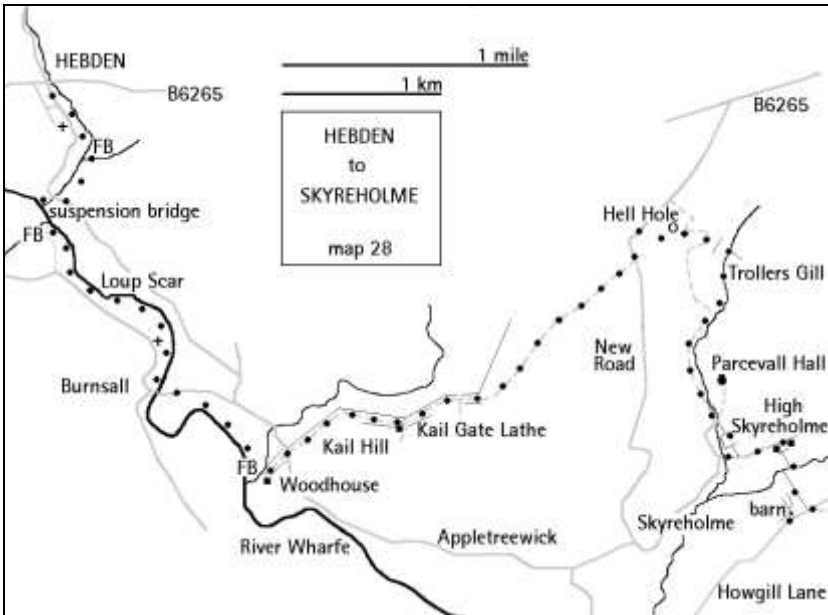 HEBDEN
1 mile
B6265
1 km
B6265
FB
HEBDEN
to
SKYREHOLME
map 28
suspension bridge
Hell Hole
FB
Loup Scar
Trollers Gill
New
Road
Parcevall Hall
Burnsall
High
Skyreholme
Kail Hill
Kail Gate Lathe
FB
Woodhouse
barn
Skyreholme
Appletreewick
River Wharfe
Howgill Lane